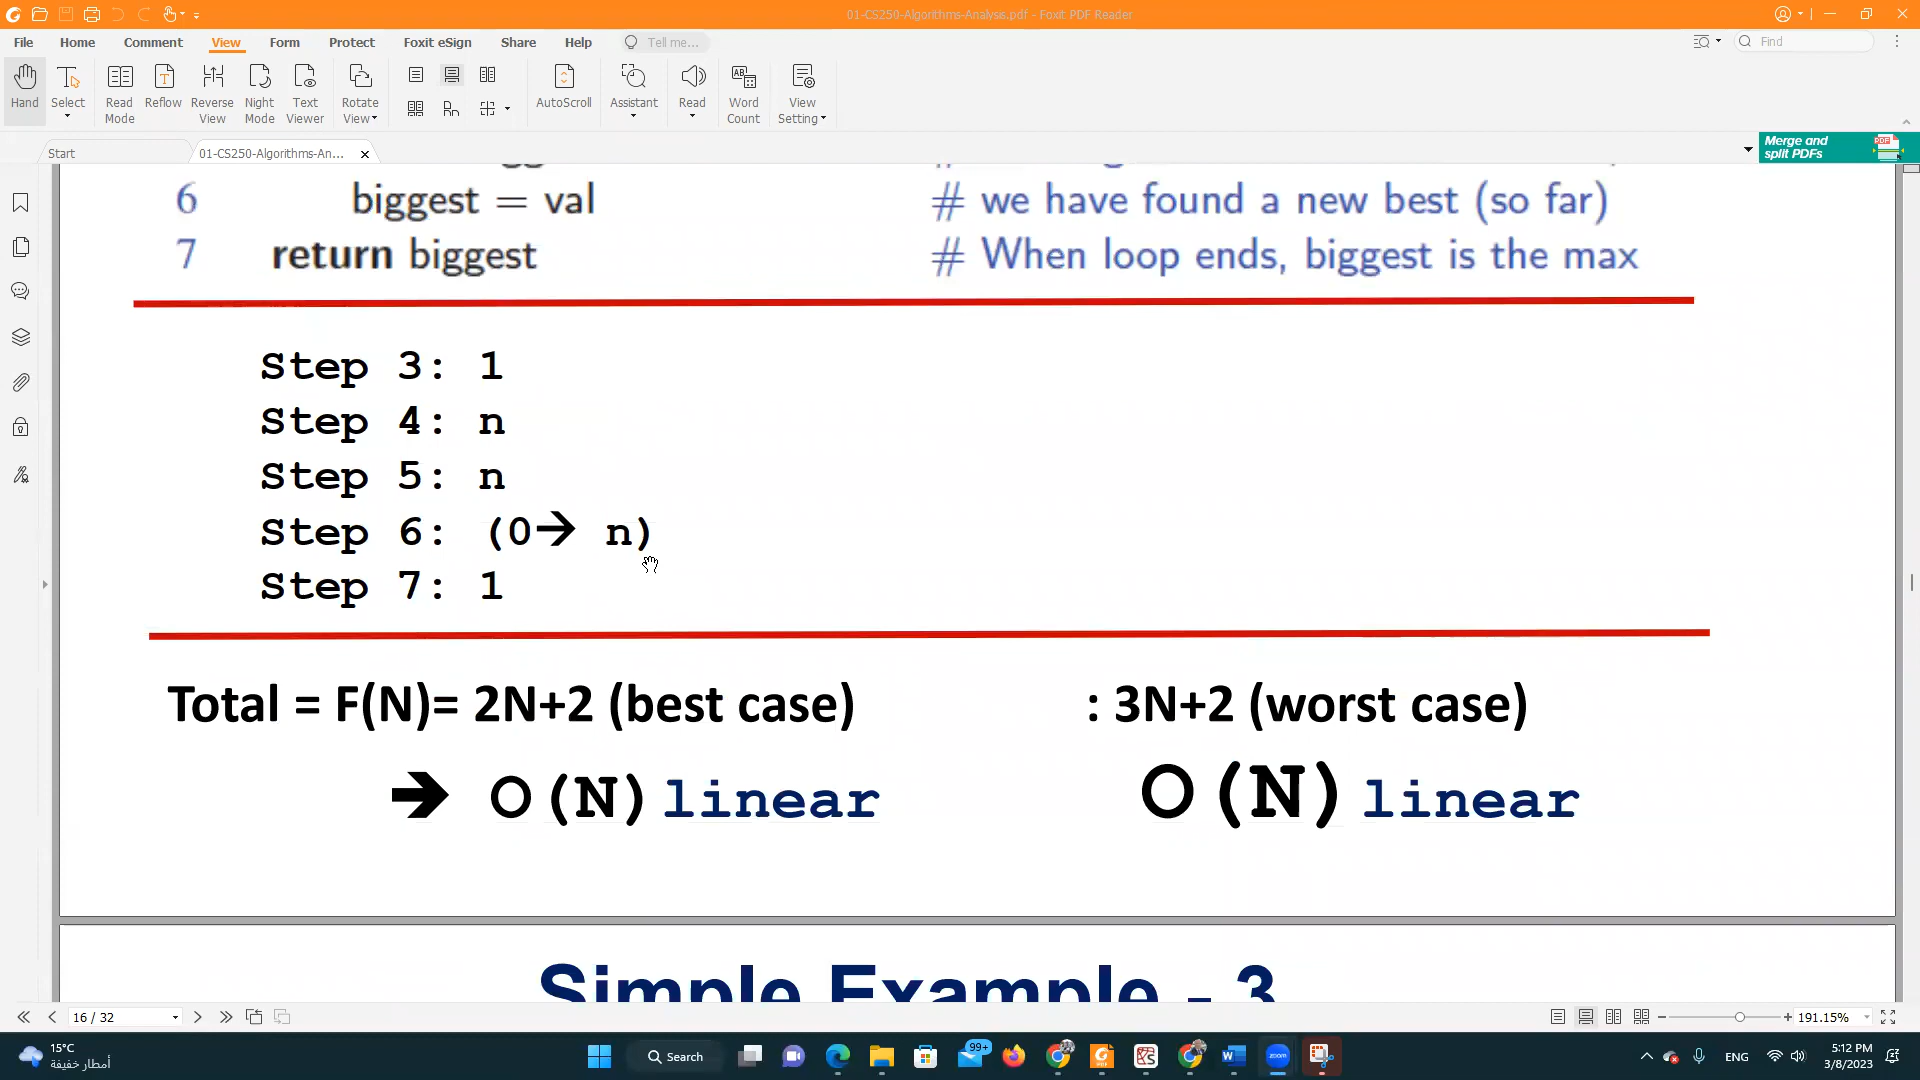 01-CS250-Algorithms-Analysis.pdf - Foxit PDF Reader
File Home Comment View Form Protect Foxit eSign Share Help Tell me... Find
Hand Select Read Mode Reflow Reverse View Night Mode Text Viewer Rotate View AutoScroll Assistant Read Word Count View Setting
Start 01-CS250-Algorithms-An... Merge and split PDFs
6 biggest = val # we have found a new best (so far)
7 return biggest # When loop ends, biggest is the max
Step 3: 1
Step 4: n
Step 5: n
Step 6: (0→ n)
Step 7: 1
Total = F(N)= 2N+2 (best case) : 3N+2 (worst case)
➔ O(N) linear O(N) linear
Simple Example - 3
16 / 32 191.15%
15°C
أمطار خفيفة
Search 99+ ENG 5:12 PM
3/8/2023